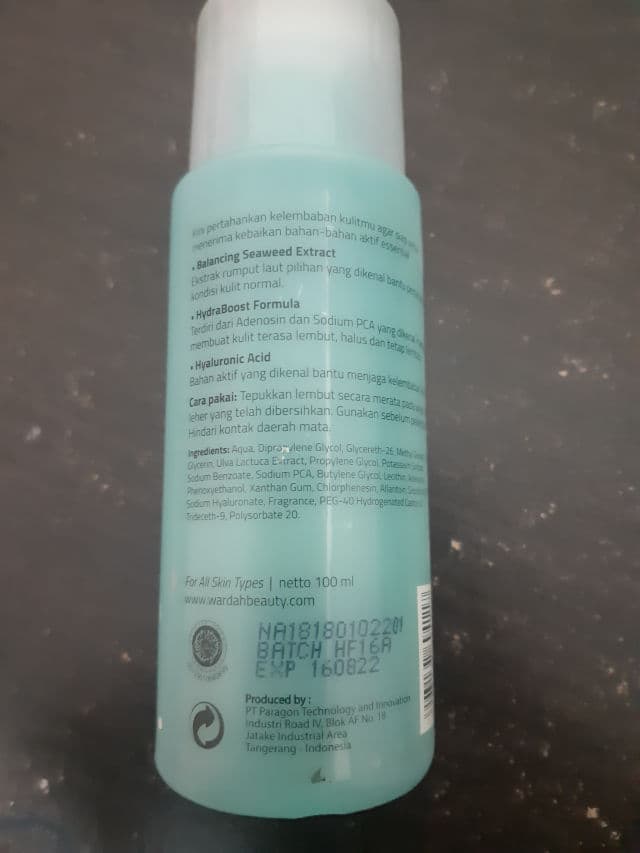 pertahankan kelembaban kulitmu agar
menerima kebaikan bahan-bahan aktif
• Balancing Seaweed Extract
Ekstrak rumput laut pilihan yang dikenal bantu
kondisi kulit normal.
• HydraBoost Formula
Terdiri dari Adenosin dan Sodium PCA yang
membuat kulit terasa lembut, halus dan tetap
• Hyaluronic Acid
Bahan aktif yang dikenal bantu menjaga
Cara pakai: Tepukkan lembut secara merata pada
leher yang telah dibersihkan. Gunakan sebelum
Hindari kontak daerah mata.
Ingredients: Aqua, Dipropylene Glycol, Glycereth-26,
Glycerin, Ulva Lactuca Extract, Propylene Glycol,
Sodium Benzoate, Sodium PCA, Butylene Glycol, Lecithin,
Phenoxyethanol, Xanthan Gum, Chlorphenesin, Allantoin,
Sodium Hyaluronate, Fragrance, PEG-40 Hydrogenated
Trideceth-9, Polysorbate 20.
For All Skin Types | netto 100 ml
www.wardahbeauty.com
NA18180102201
BATCH HF16A
EXP 160822
Produced by :
PT Paragon Technology and Innovation
Industri Road IV, Blok AF No. 18
Jatake Industrial Area
Tangerang - Indonesia